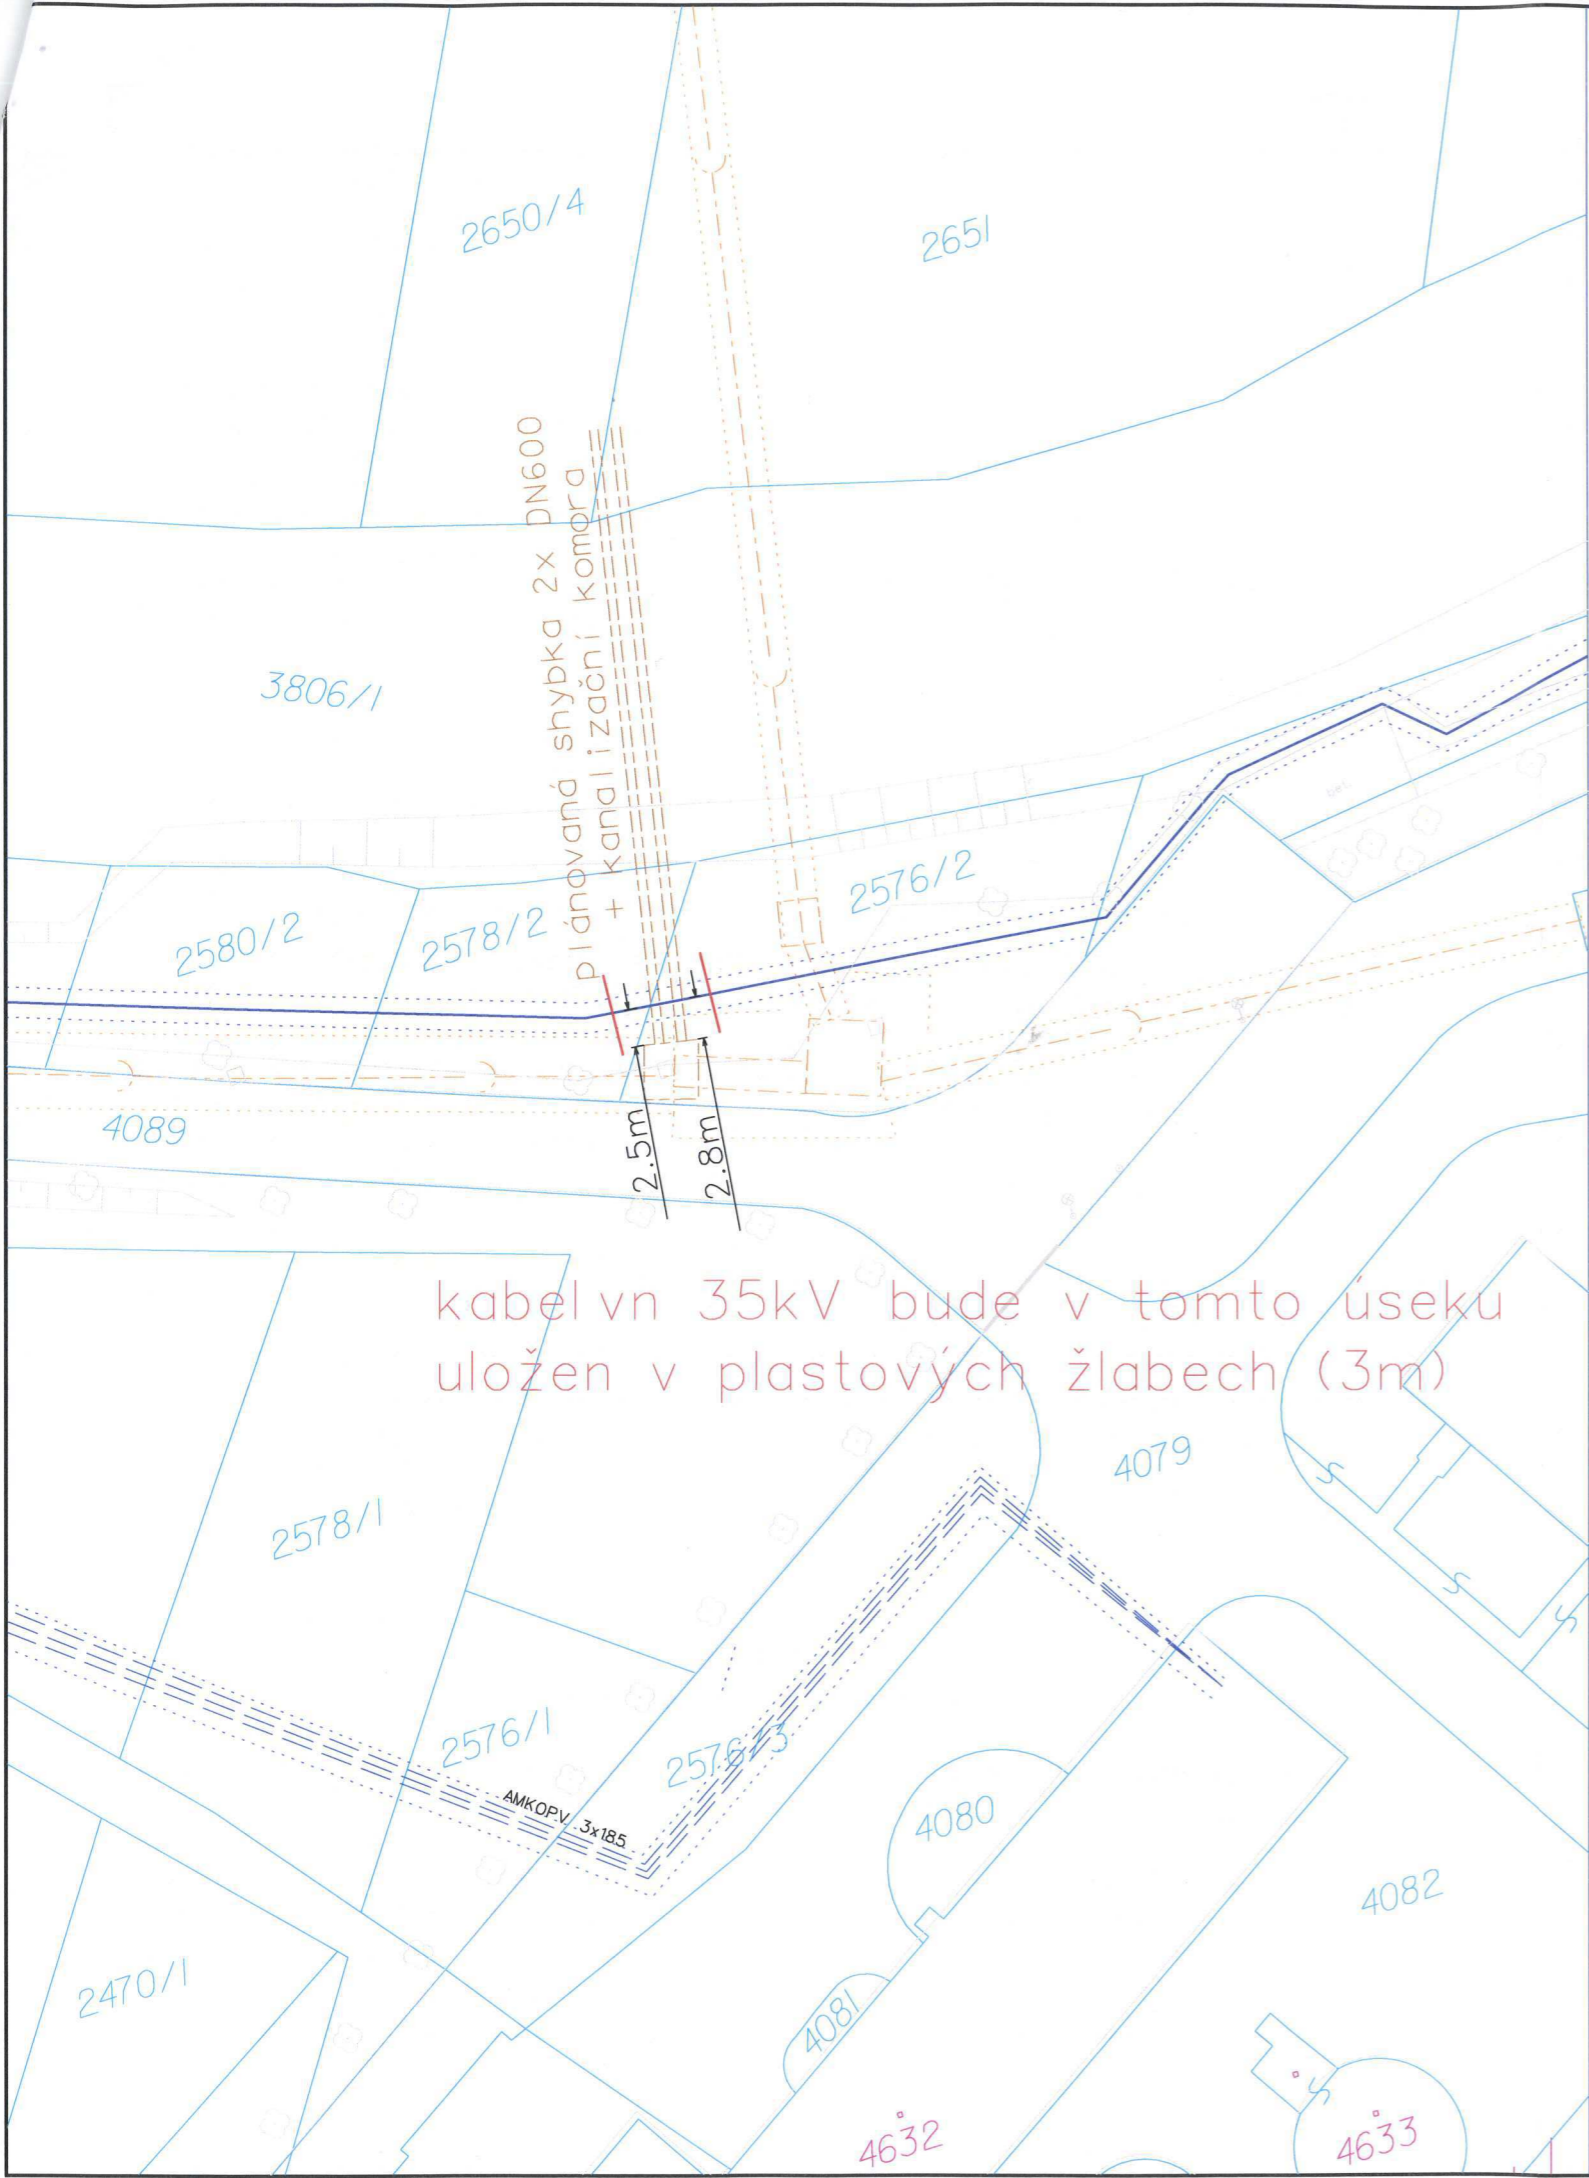 2650/4
2651
plánovaná shybka 2x DN600
+ kanalizační komora
3806/1
2580/2
2578/2
2576/2
4089
2.5m
2.8m
kabel vn 35kV bude v tomto úseku
uložen v plastových žlabech (3m)
4079
2578/1
2576/1
2576/3
AMKOPV 3x185
4080
4082
2470/1
4081
4632
4633